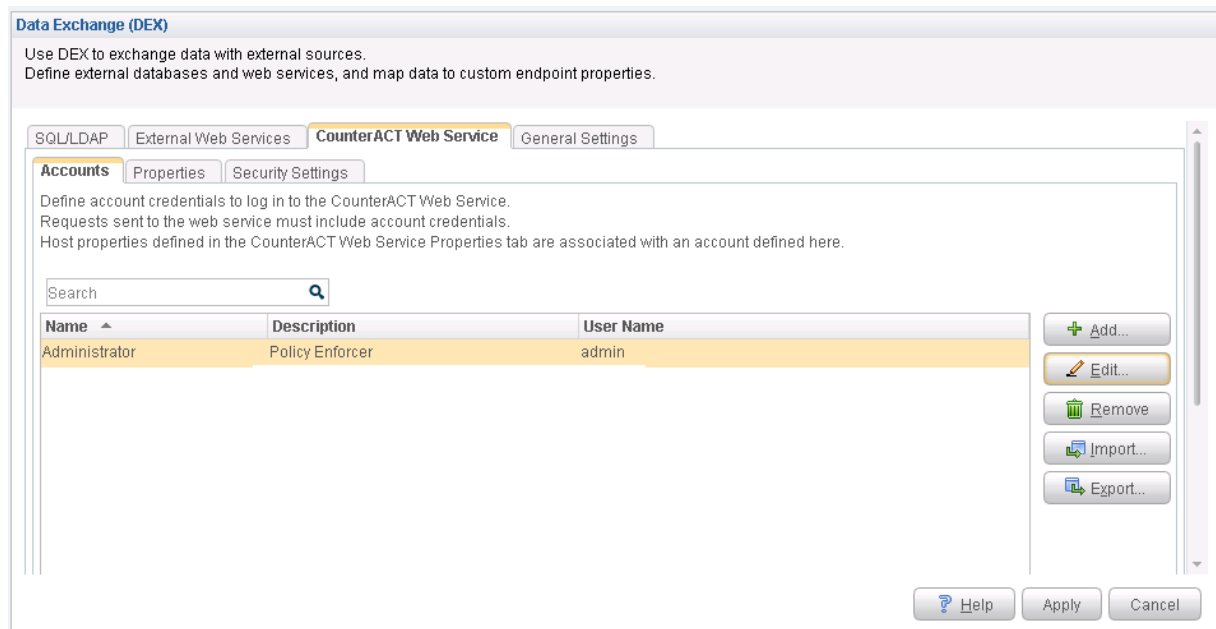 Data Exchange (DEX)
Use DEX to exchange data with external sources.
Define external databases and web services, and map data to custom endpoint properties.
SQL/LDAP External Web Services CounterACT Web Service General Settings
Accounts Properties Security Settings
Define account credentials to log in to the CounterACT Web Service.
Requests sent to the web service must include account credentials.
Host properties defined in the CounterACT Web Service Properties tab are associated with an account defined here.
Search
Name Description User Name
Administrator Policy Enforcer admin
Add...
Edit...
Remove
Import...
Export...
Help Apply Cancel